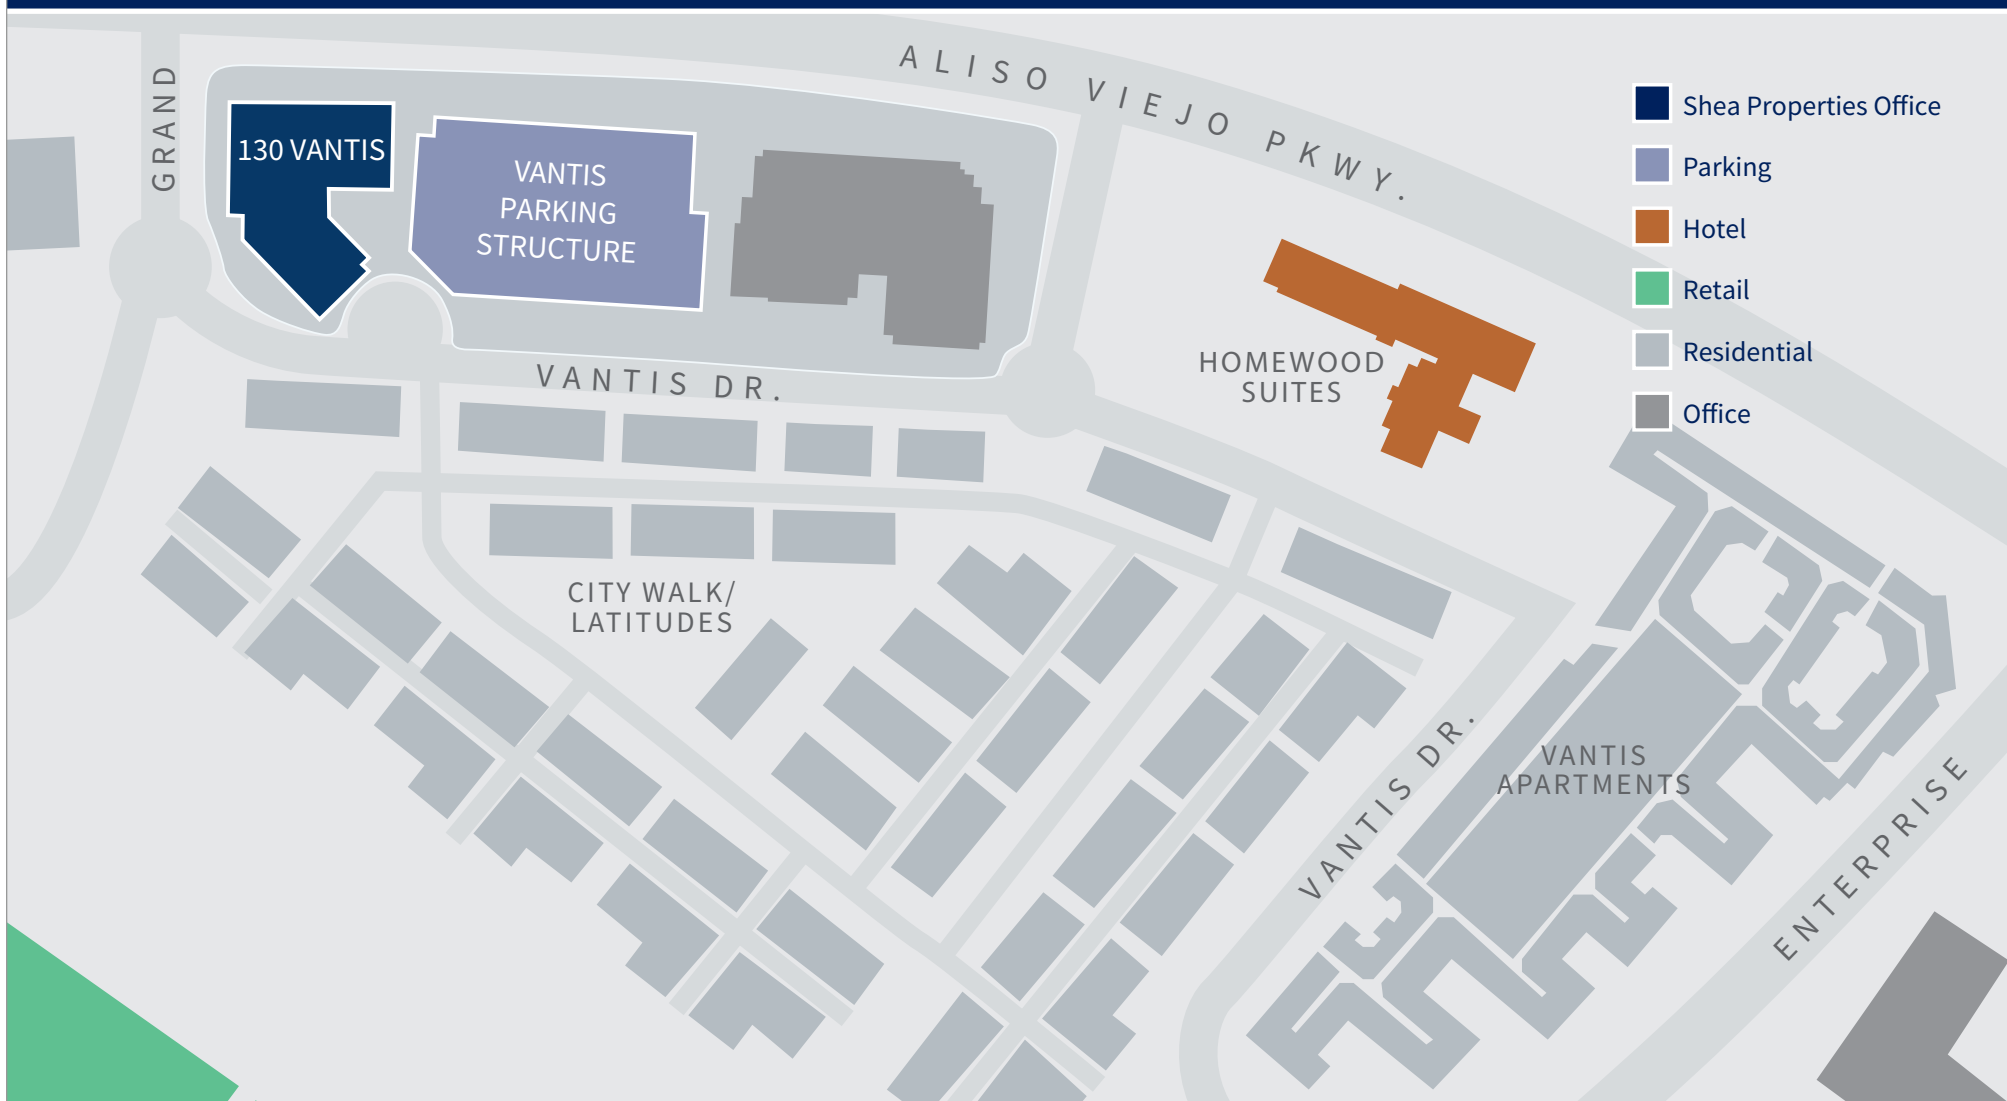 ALISO VIEJO PKWY.
GRAND
130 VANTIS
VANTIS
PARKING
STRUCTURE
Shea Properties Office
Parking
Hotel
Retail
Residential
Office
HOMEWOOD
SUITES
VANTIS DR.
CITY WALK/
LATITUDES
VANTIS DR.
VANTIS
APARTMENTS
ENTERPRISE